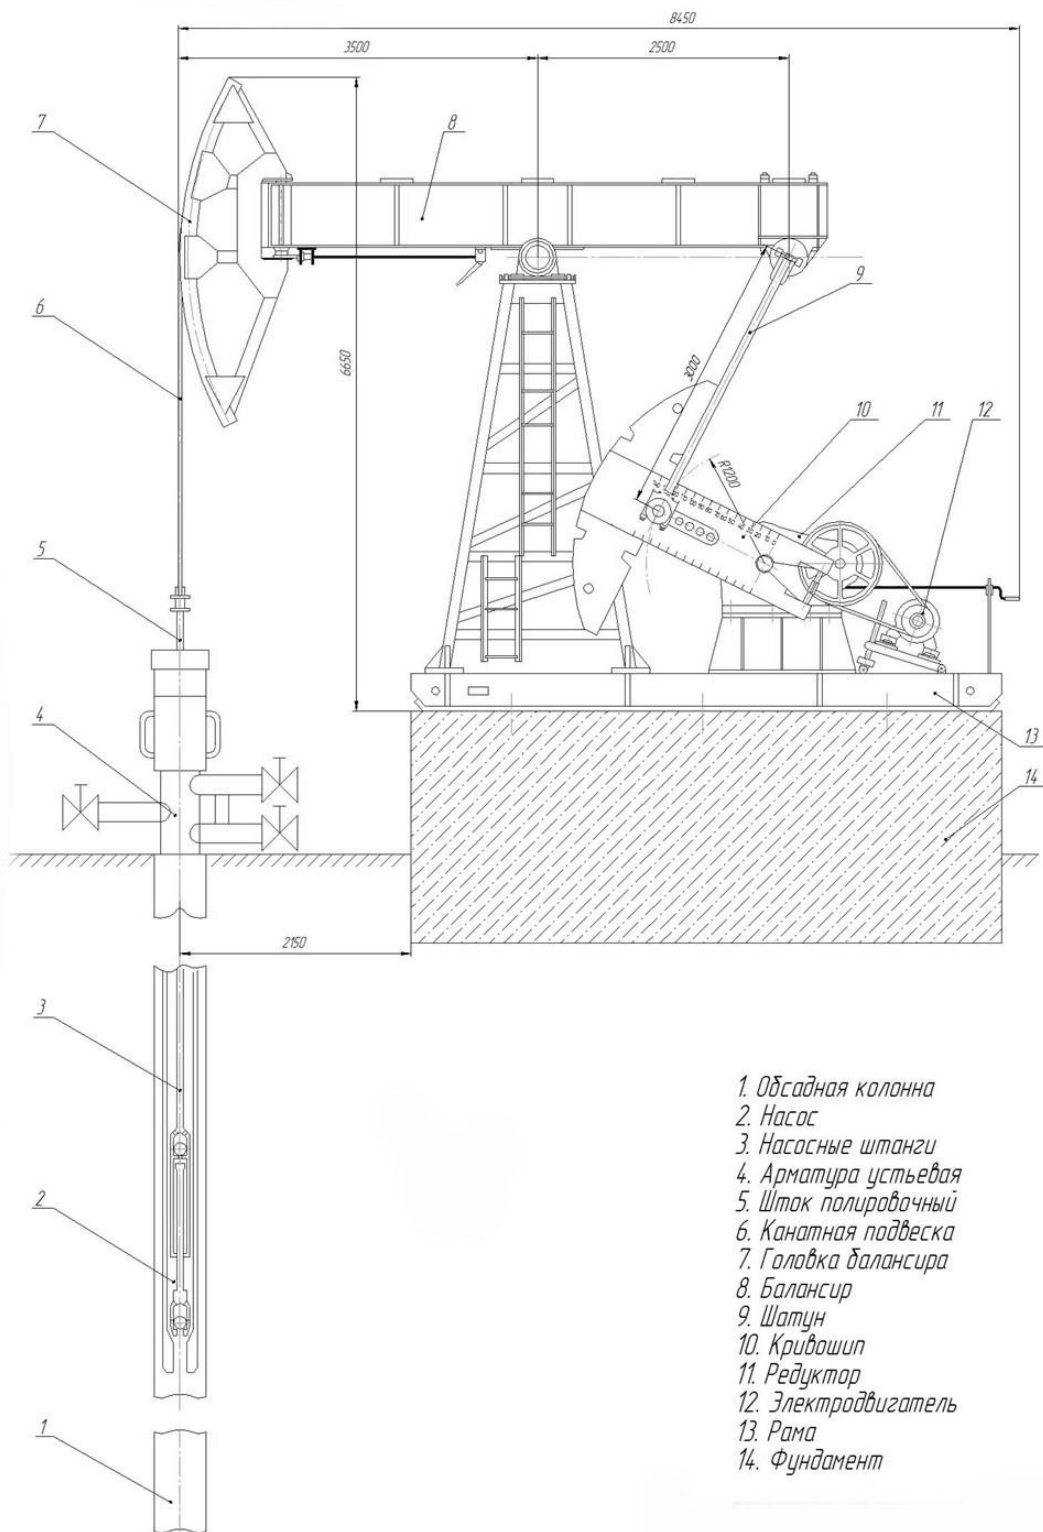 8450
3500
2500
7
8
9
6
6650
3000
10
11
12
R1200
5
4
13
14
2150
3
2
1
1. Обсадная колонна
2. Насос
3. Насосные штанги
4. Арматура устьевая
5. Шток полировочный
6. Канатная подвеска
7. Головка балансира
8. Балансир
9. Шатун
10. Кривошип
11. Редуктор
12. Электродвигатель
13. Рама
14. Фундамент